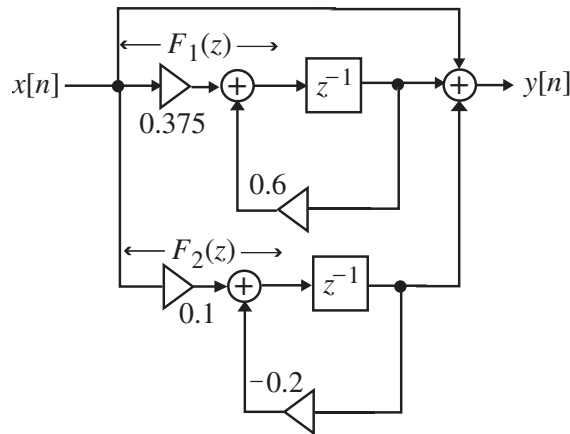 ← F₁(z) →
x[n] + z⁻¹ + y[n]
0.375
0.6
← F₂(z) →
+ z⁻¹
0.1
−0.2